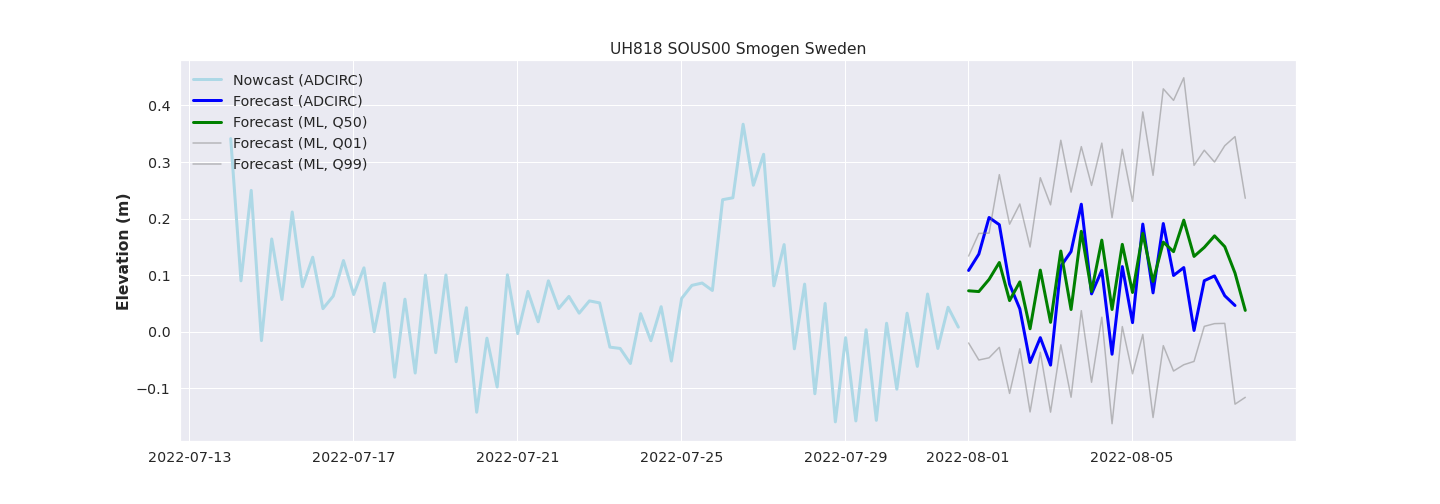 UH818 SOUS00 Smogen Sweden
Nowcast (ADCIRC)
Forecast (ADCIRC)
Forecast (ML, Q50)
Forecast (ML, Q01)
Forecast (ML, Q99)
Elevation (m)
0.4
0.3
0.2
0.1
0.0
−0.1
2022-07-13 2022-07-17 2022-07-21 2022-07-25 2022-07-29 2022-08-01 2022-08-05